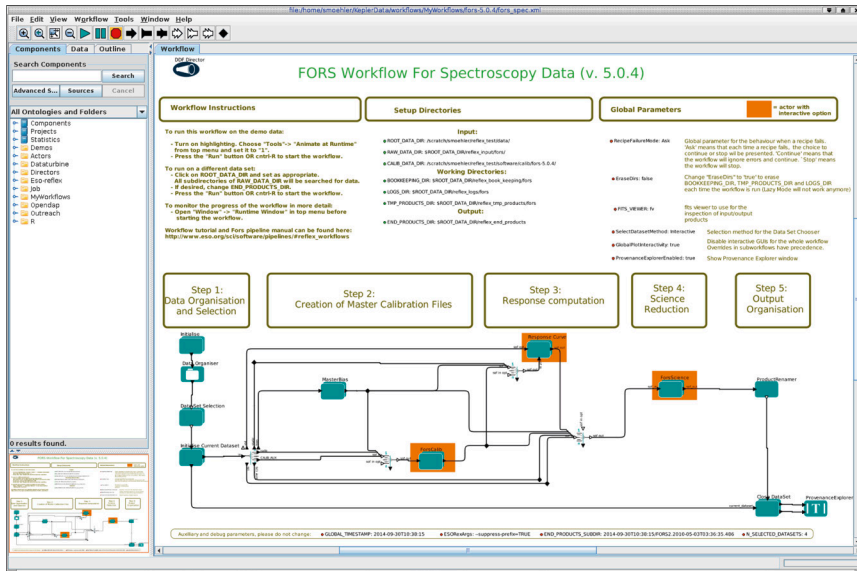 file:/home/smoehler/KeplerData/workflows/MyWorkflows/fors-5.0.4/fors_spec.xml
File Edit View Workflow Tools Window Help
Components Data Outline
Workflow
Search Components
Search
Advanced S... Sources Cancel
All Ontologies and Folders
Components
Projects
Statistics
Demos
Actors
Dataturbine
Directors
Eso-reflex
Job
MyWorkflows
Opendap
Outreach
R
0 results found.
DDF Director
FORS Workflow For Spectroscopy Data (v. 5.0.4)
Workflow Instructions
To run this workflow on the demo data:
- Turn on highlighting. Choose "Tools"-> "Animate at Runtime"
from top menu and set it to "1".
- Press the "Run" button OR cntrl-R to start the workflow.
To run on a different data set:
- Click on ROOT_DATA_DIR and set as appropriate.
All subdirectories of RAW_DATA_DIR will be searched for data.
- If desired, change END_PRODUCTS_DIR.
- Press the "Run" button OR cntrl-R to start the workflow.
To monitor the progress of the workflow in more detail:
- Open "Window" -> "Runtime Window" in top menu before
starting the workflow.
Workflow tutorial and Fors pipeline manual can be found here:
http://www.eso.org/sci/software/pipelines/#reflex_workflows
Setup Directories
Input:
ROOT_DATA_DIR: /scratch/smoehler/reflex_test/data/
RAW_DATA_DIR: $ROOT_DATA_DIR/reflex_input/fors/
CALIB_DATA_DIR: /scratch/smoehler/reflex_test/software/calib/fors-5.0.4/
Working Directories:
BOOKKEEPING_DIR: $ROOT_DATA_DIR/reflex_book_keeping/fors
LOGS_DIR: $ROOT_DATA_DIR/reflex_logs/fors
TMP_PRODUCTS_DIR: $ROOT_DATA_DIR/reflex_tmp_products/fors
Output:
END_PRODUCTS_DIR: $ROOT_DATA_DIR/reflex_end_products
Global Parameters
= actor with
interactive option
RecipeFailureMode: Ask
Global parameter for the behaviour when a recipe fails.
'Ask' means that each time a recipe fails, the choice to
continue or stop will be presented. 'Continue' means that
the workflow will ignore errors and continue. 'Stop' means
the workflow will stop.
EraseDirs: false
Change "EraseDirs" to 'true' to erase
BOOKKEEPING_DIR, TMP_PRODUCTS_DIR and LOGS_DIR
each time the workflow is run (Lazy Mode will not work anymore)
FITS_VIEWER: fv
fits viewer to use for the
inspection of input/output
products
SelectDatasetMethod: Interactive
Selection method for the Data Set Chooser
GlobalPlotInteractivity: true
Disable interactive GUIs for the whole workflow
Overrides in subworkflows have precedence.
ProvenanceExplorerEnabled: true
Show Provenance Explorer window
Step 1:
Data Organisation
and Selection
Step 2:
Creation of Master Calibration Files
Step 3:
Response computation
Step 4:
Science
Reduction
Step 5:
Output
Organisation
Initialise
Data Organiser
DataSet Selection
Initialise Current Dataset
MasterBias
ForsCalib
Response Curve
ForsScience
ProductRenamer
Close DataSet
ProvenanceExplorer
Auxiliary and debug parameters, please do not change:
GLOBAL_TIMESTAMP: 2014-09-30T10:38:15
ESORexArgs: --suppress-prefix=TRUE
END_PRODUCTS_SUBDIR: 2014-09-30T10:38:15/FORS2.2010-05-03T03:36:35.486
N_SELECTED_DATASETS: 4